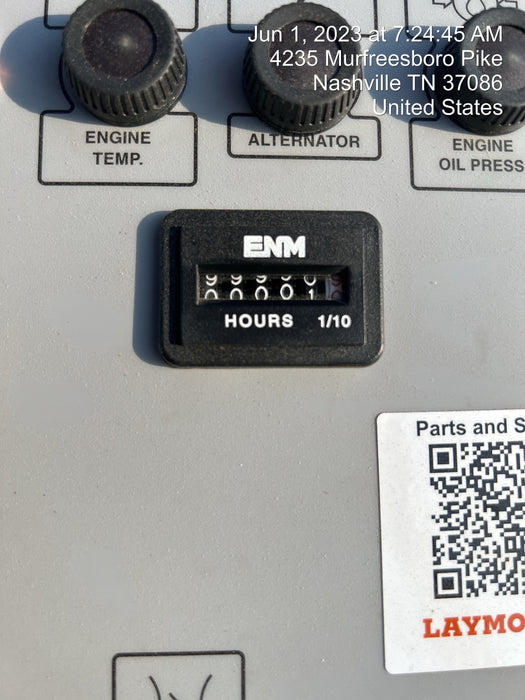 Jun 1, 2023 at 7:24:45 AM
4235 Murfreesboro Pike
Nashville TN 37086
United States
ENGINE
TEMP.
ALTERNATOR
ENGINE
OIL PRESS
ENM
HOURS 1/10
Parts and S
LAYMO